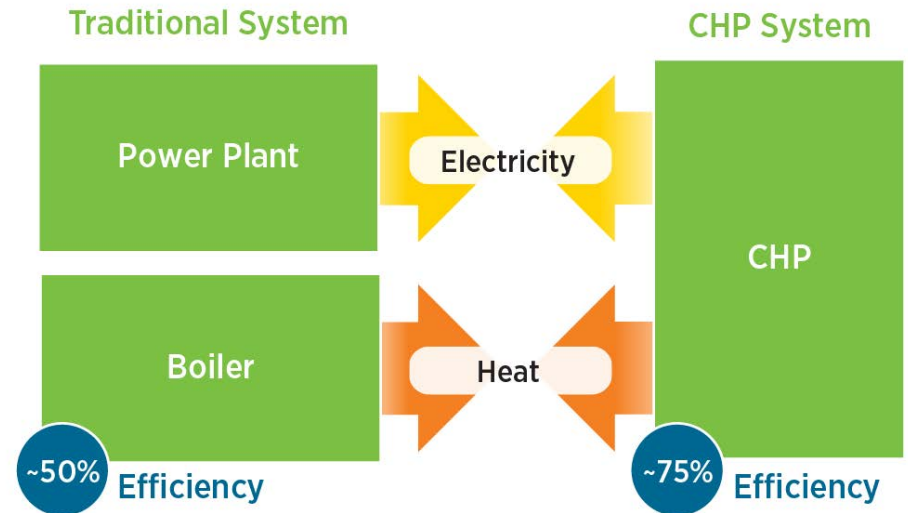 Traditional System
CHP System
Power Plant
Electricity
CHP
Boiler
Heat
~50%
Efficiency
~75%
Efficiency